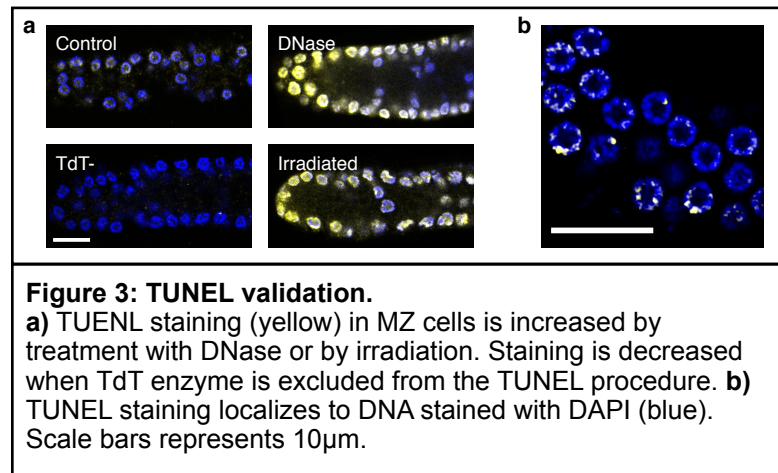 a
Control
DNase
b
TdT-
Irradiated
Figure 3: TUNEL validation.
a) TUENL staining (yellow) in MZ cells is increased by
treatment with DNase or by irradiation. Staining is decreased
when TdT enzyme is excluded from the TUNEL procedure. b)
TUNEL staining localizes to DNA stained with DAPI (blue).
Scale bars represents 10µm.